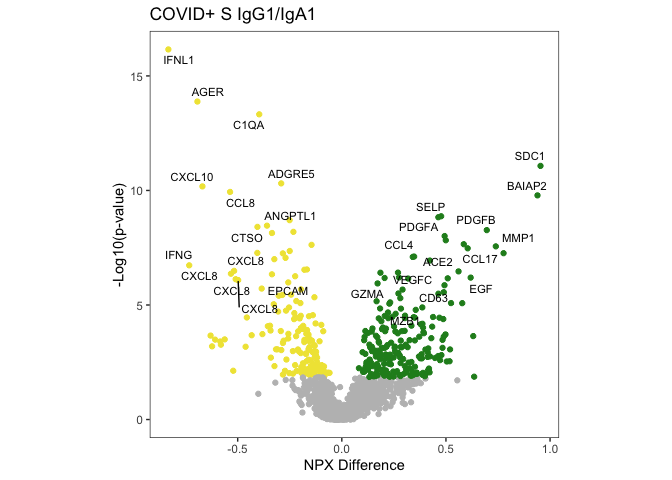 COVID+ S IgG1/IgA1
-Log10(p-value)
15
10
5
0
IFNL1
AGER
C1QA
SDC1
CXCL10
ADGRE5
BAIAP2
CCL8
SELP
ANGPTL1
PDGFB
PDGFA
CTSO
MMP1
CCL4
IFNG
CXCL8
ACE2
CCL17
CXCL8
VEGFC
CXCL8
EPCAM
GZMA
CD63
EGF
CXCL8
MZB1
-0.5
0.0
0.5
1.0
NPX Difference